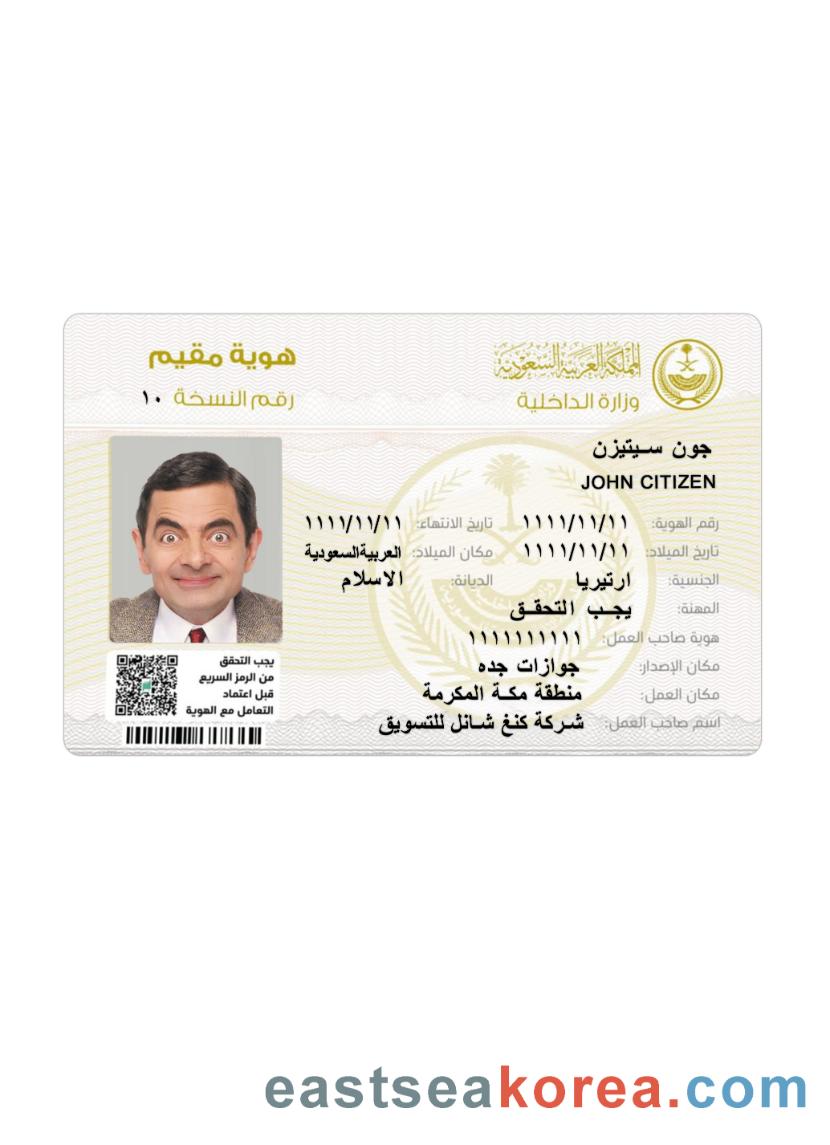 المملكة العربية السعودية
وزارة الداخلية
هوية مقيم
رقم النسخة ١٠
جون سيتيزن
JOHN CITIZEN
رقم الهوية: ١١١١/١١/١١ تاريخ الانتهاء: ١١١١/١١/١١
تاريخ الميلاد: ١١١١/١١/١١ مكان الميلاد: العربيةالسعودية
الجنسية: ارتيريا الديانة: الاسلام
المهنة: يجب التحقق
هوية صاحب العمل: ١١١١١١١١١١
مكان الإصدار: جوازات جده
مكان العمل: منطقة مكة المكرمة
اسم صاحب العمل: شركة كنغ شانل للتسويق
يجب التحقق
من الرمز السريع
قبل اعتماد
التعامل مع الهوية
eastseakorea.com